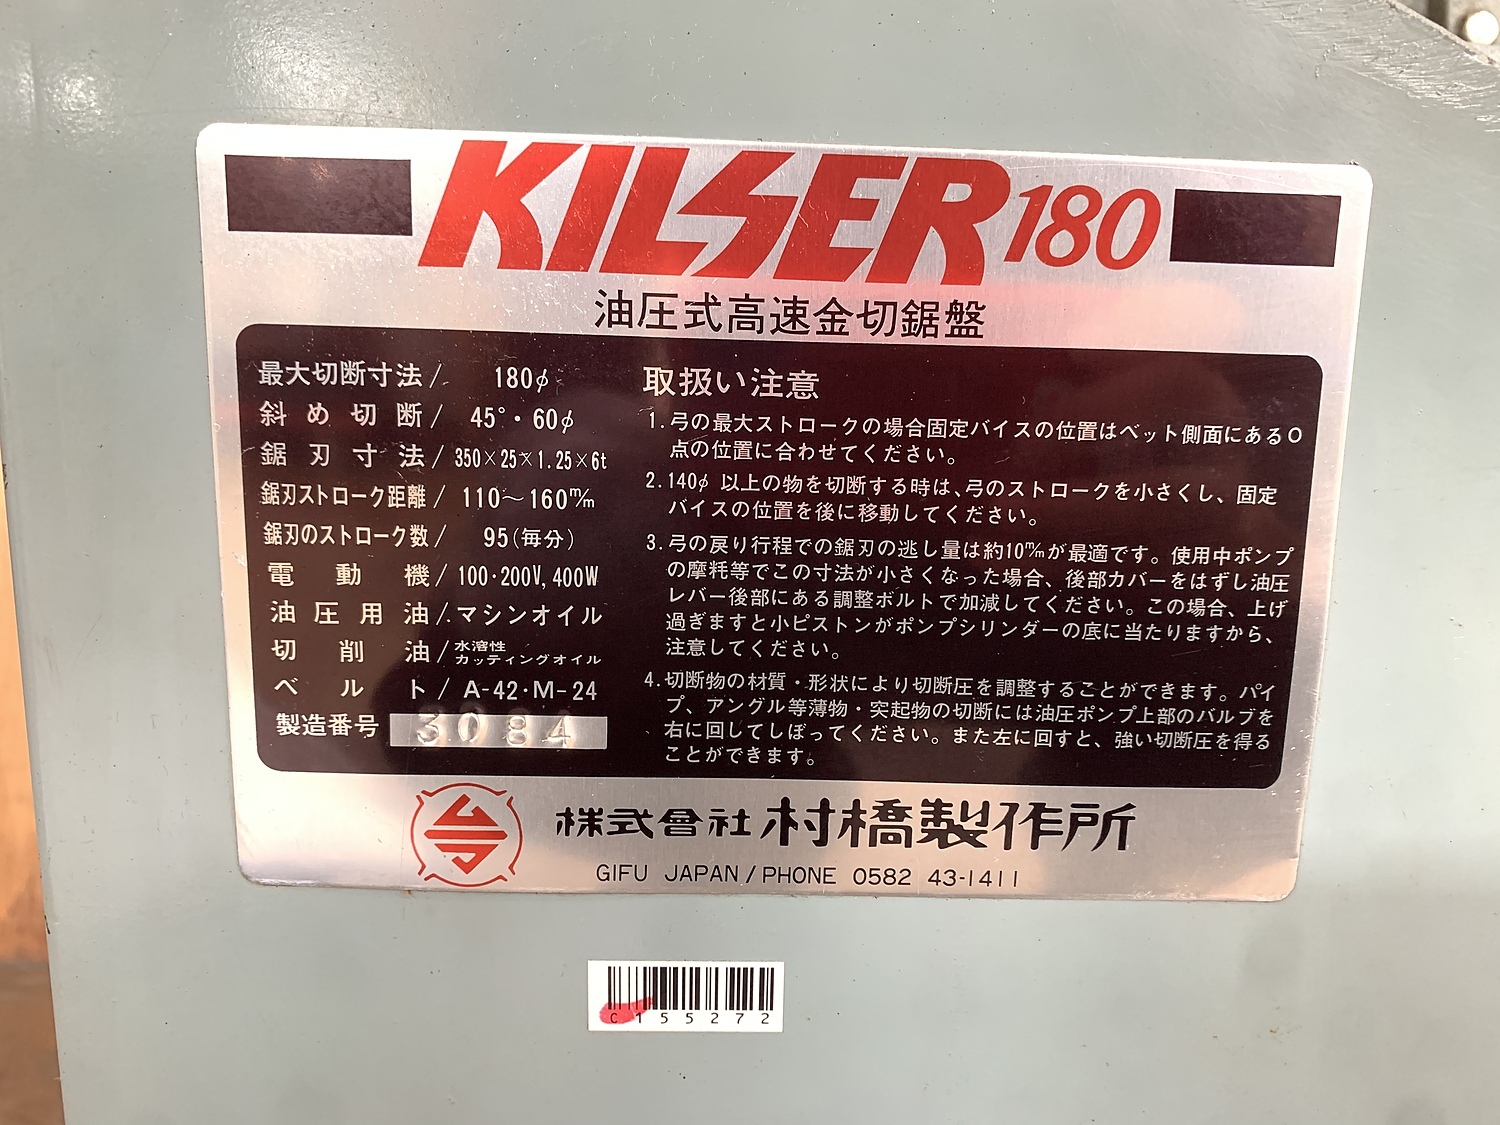 KILSER 180
油圧式高速金切鋸盤
最大切断寸法/ 180φ
斜め切断/ 45°・60φ
鋸刃寸法/ 350×25×1.25×6t
鋸刃ストローク距離/ 110〜160m/m
鋸刃のストローク数/ 95(毎分)
電動機/ 100・200V, 400W
油圧用油/. マシンオイル
切削油/ 水溶性
カッティングオイル
ベルト/ A-42・M-24
製造番号 3084
取扱い注意
1. 弓の最大ストロークの場合固定バイスの位置はベット側面にあるO
点の位置に合わせてください。
2. 140φ 以上の物を切断する時は、弓のストロークを小さくし、固定
バイスの位置を後に移動してください。
3. 弓の戻り行程での鋸刃の逃し量は約10m/mが最適です。使用中ポンプ
の摩耗等でこの寸法が小さくなった場合、後部カバーをはずし油圧
レバー後部にある調整ボルトで加減してください。この場合、上げ
過ぎますと小ピストンがポンプシリンダーの底に当たりますから、
注意してください。
4. 切断物の材質・形状により切断圧を調整することができます。パイ
プ、アングル等薄物・突起物の切断には油圧ポンプ上部のバルブを
右に回してしぼってください。また左に回すと、強い切断圧を得る
ことができます。
株式會社 村橋製作所
GIFU JAPAN / PHONE 0582 43-1411
C155272